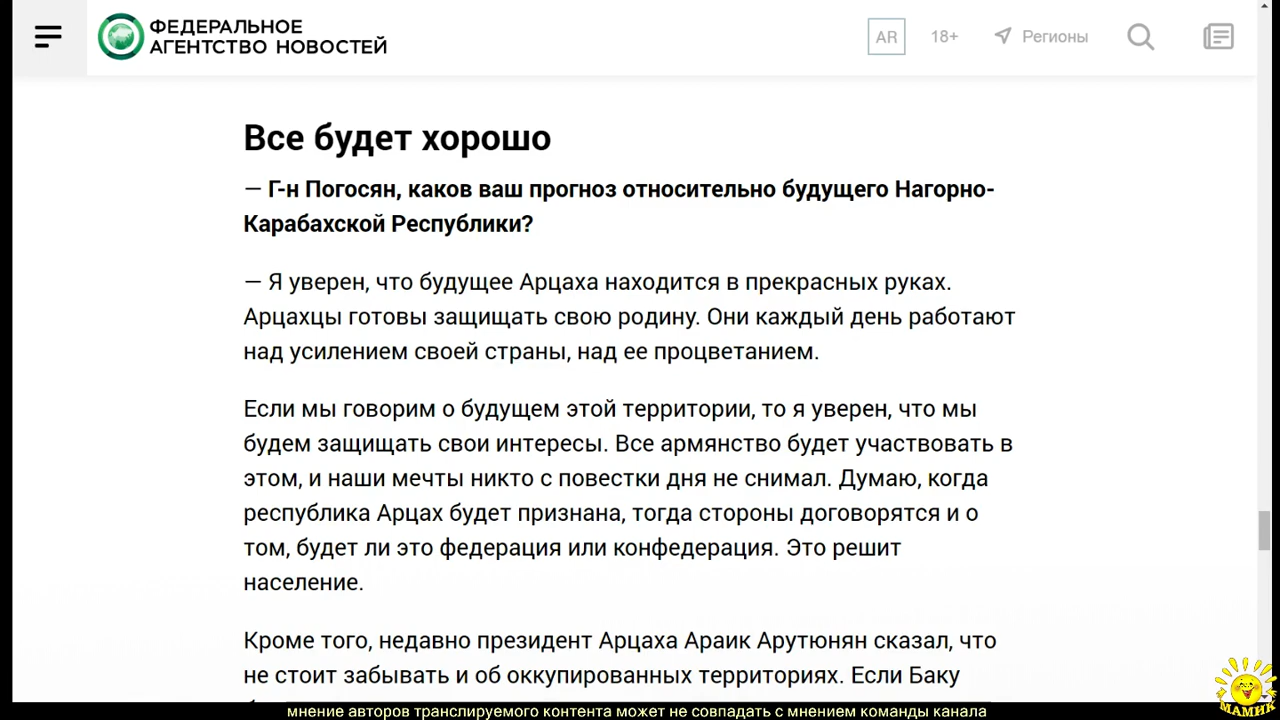 ФЕДЕРАЛЬНОЕ
АГЕНТСТВО НОВОСТЕЙ
AR
18+
Регионы
Все будет хорошо
— Г-н Погосян, каков ваш прогноз относительно будущего Нагорно-
Карабахской Республики?
— Я уверен, что будущее Арцаха находится в прекрасных руках.
Арцахцы готовы защищать свою родину. Они каждый день работают
над усилением своей страны, над ее процветанием.
Если мы говорим о будущем этой территории, то я уверен, что мы
будем защищать свои интересы. Все армянство будет участвовать в
этом, и наши мечты никто с повестки дня не снимал. Думаю, когда
республика Арцах будет признана, тогда стороны договорятся и о
том, будет ли это федерация или конфедерация. Это решит
население.
Кроме того, недавно президент Арцаха Араик Арутюнян сказал, что
не стоит забывать и об оккупированных территориях. Если Баку
мнение авторов транслируемого контента может не совпадать с мнением команды канала
МАМИК